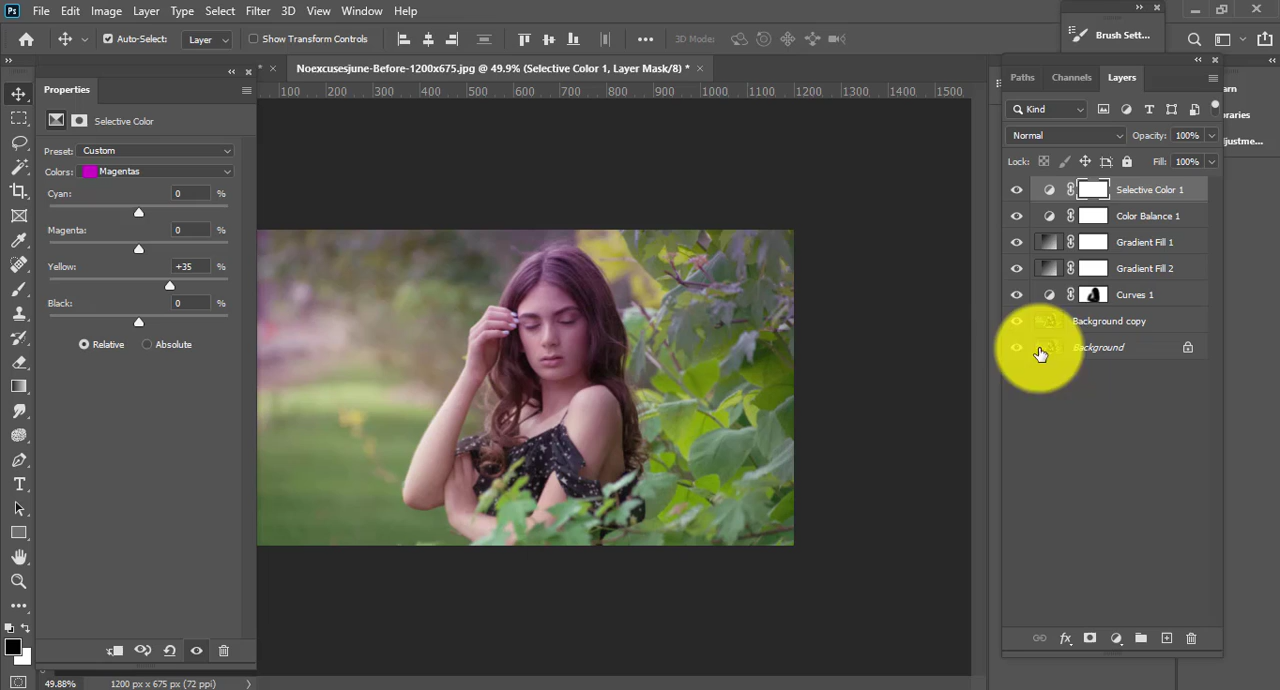 Ps File Edit Image Layer Type Select Filter 3D View Window Help
Auto-Select: Layer Show Transform Controls 3D Mode: Brush Sett...
Properties
Noexcusesjune-Before-1200x675.jpg @ 49.9% (Selective Color 1, Layer Mask/8) *
100 200 300 400 500 600 700 800 900 1000 1100 1200 1300 1400 1500
Selective Color
Preset: Custom
Colors: Magentas
Cyan: 0 %
Magenta: 0 %
Yellow: +35 %
Black: 0 %
Relative Absolute
Paths Channels Layers
Kind
Normal Opacity: 100%
Lock: Fill: 100%
Selective Color 1
Color Balance 1
Gradient Fill 1
Gradient Fill 2
Curves 1
Background copy
Background
fx
arn
raries
djustme...
49.88% 1200 px x 675 px (72 ppi)